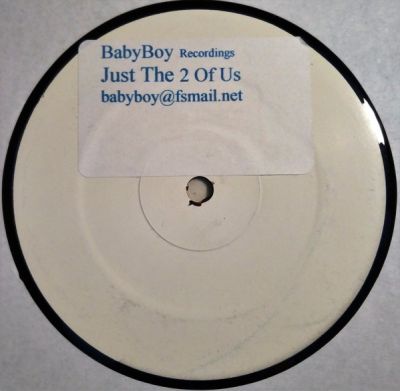 BabyBoy Recordings
Just The 2 Of Us
babyboy@fsmail.net